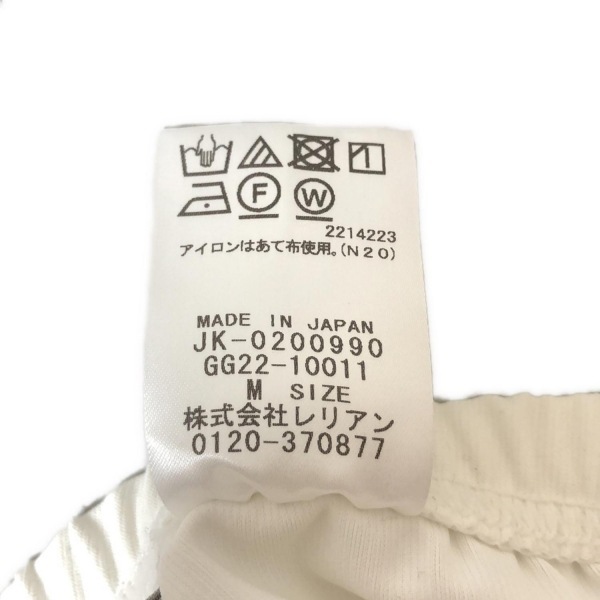 F W
2214223
アイロンはあて布使用。(N20)
MADE IN JAPAN
JK-0200990
GG22-10011
M SIZE
株式会社レリアン
0120-370877